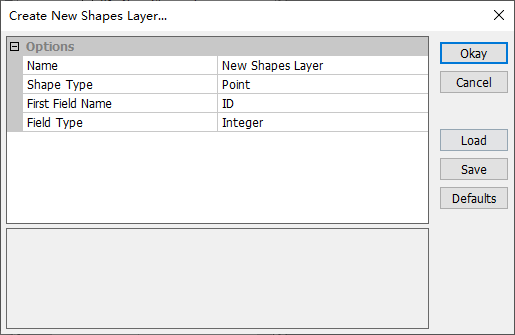 Create New Shapes Layer...
Options
Name New Shapes Layer
Shape Type Point
First Field Name ID
Field Type Integer
Okay
Cancel
Load
Save
Defaults